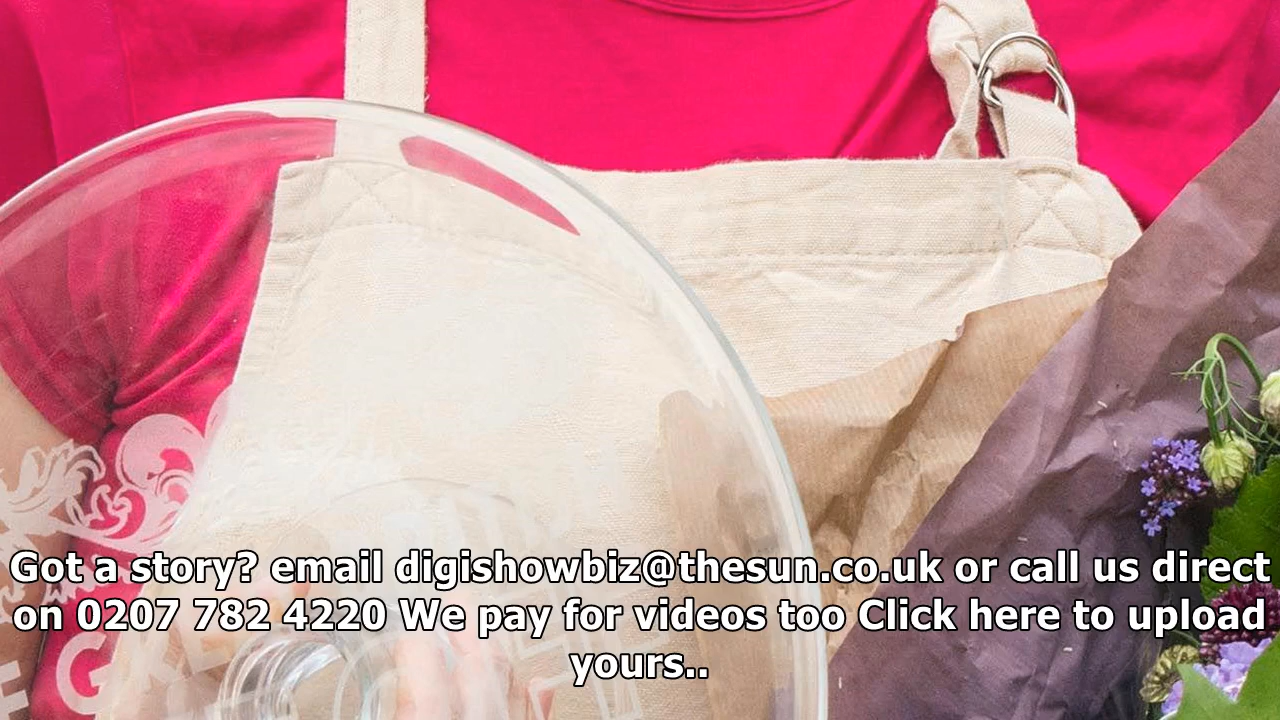 Got a story? email digishowbiz@thesun.co.uk or call us direct
on 0207 782 4220 We pay for videos too Click here to upload
yours..